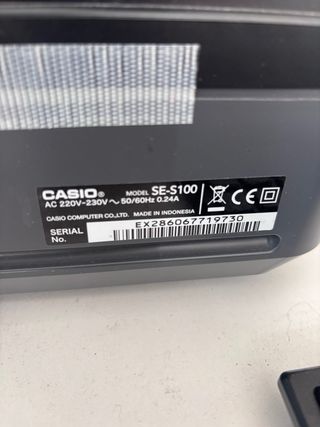 CASIO® MODEL SE-S100
AC 220V-230V ~ 50/60Hz 0.24A
CASIO COMPUTER CO.,LTD. MADE IN INDONESIA
CE
SERIAL No. EX286067719730